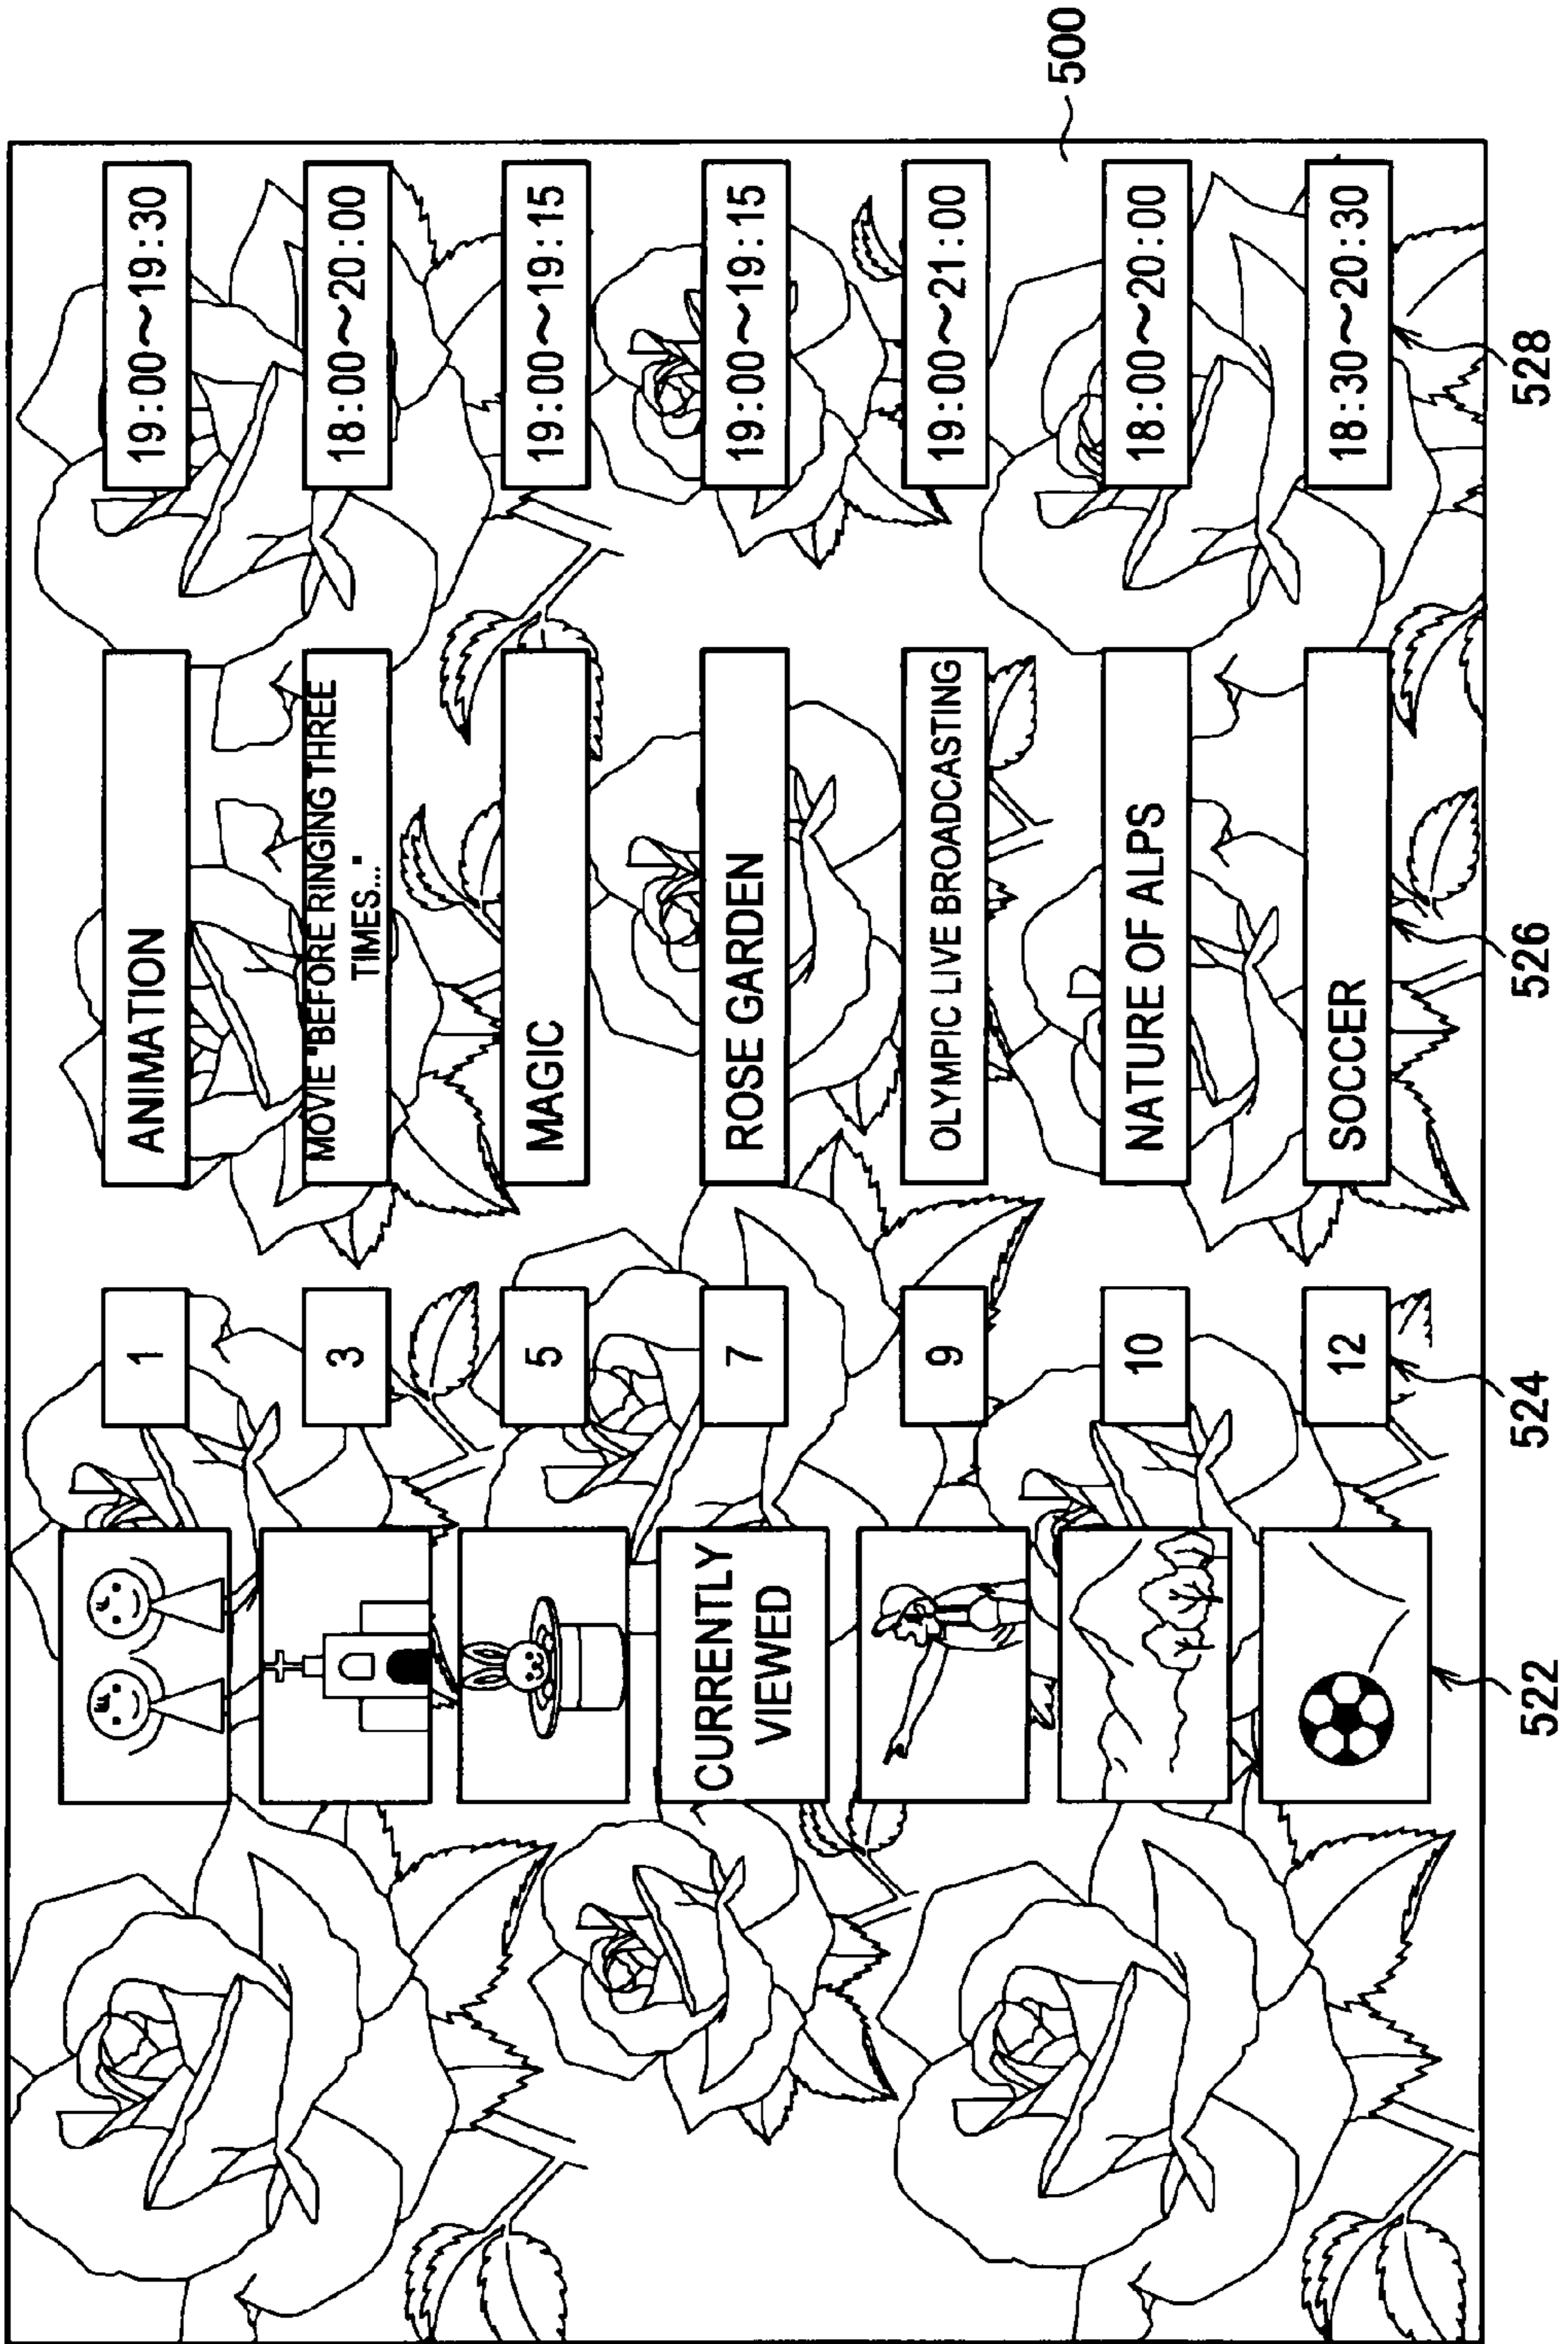 500
1 ANIMATION 19:00～19:30
3 MOVIE "BEFORE RINGING THREE
TIMES..." 18:00～20:00
5 MAGIC 19:00～19:15
CURRENTLY
VIEWED 7 ROSE GARDEN 19:00～19:15
9 OLYMPIC LIVE BROADCASTING 19:00～21:00
10 NATURE OF ALPS 18:00～20:00
12 SOCCER 18:30～20:30
522 524 526 528